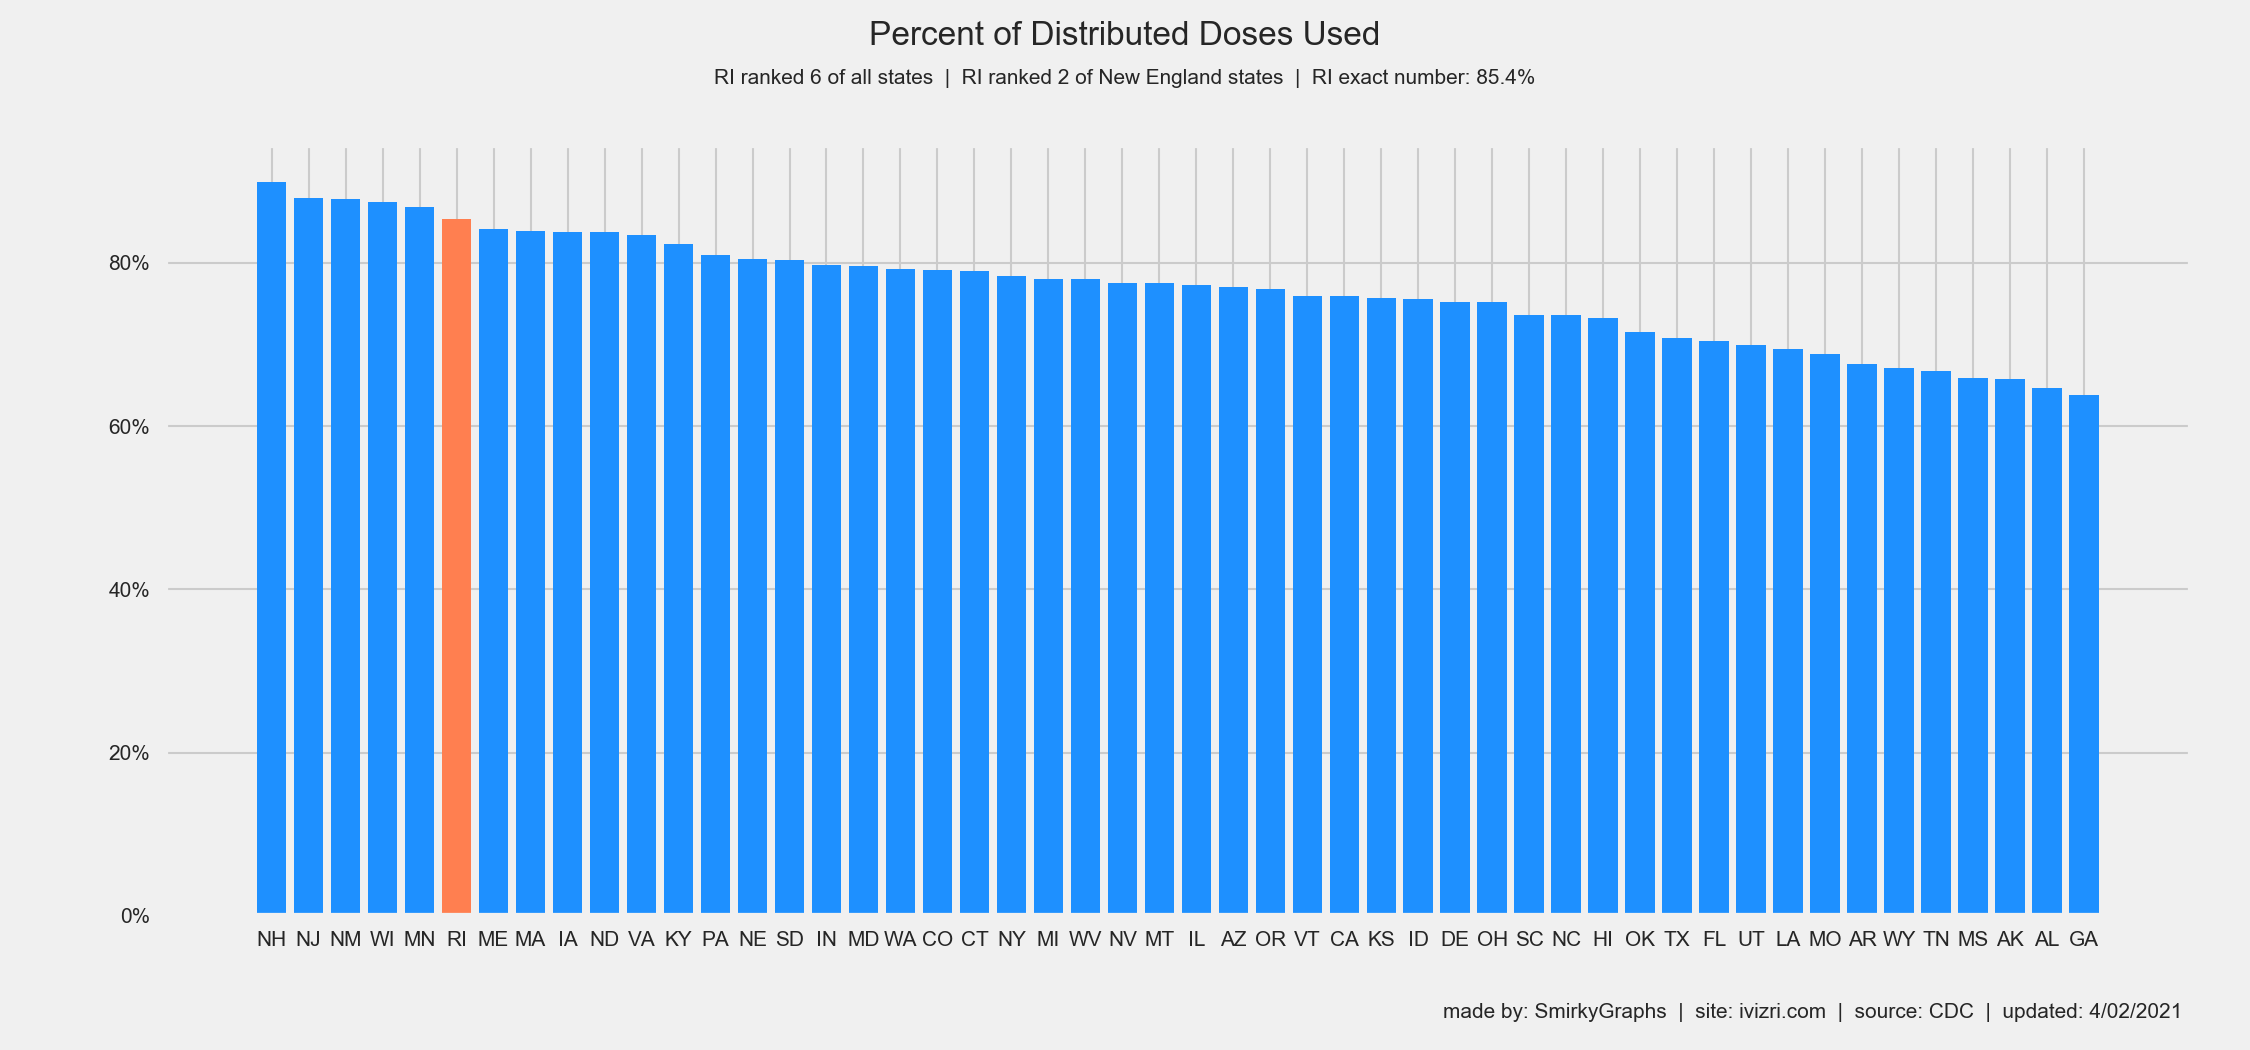 Percent of Distributed Doses Used
RI ranked 6 of all states | RI ranked 2 of New England states | RI exact number: 85.4%
80%
60%
40%
20%
0%
NH NJ NM WI MN RI ME MA IA ND VA KY PA NE SD IN MD WA CO CT NY MI WV NV MT IL AZ OR VT CA KS ID DE OH SC NC HI OK TX FL UT LA MO AR WY TN MS AK AL GA
made by: SmirkyGraphs | site: ivizri.com | source: CDC | updated: 4/02/2021